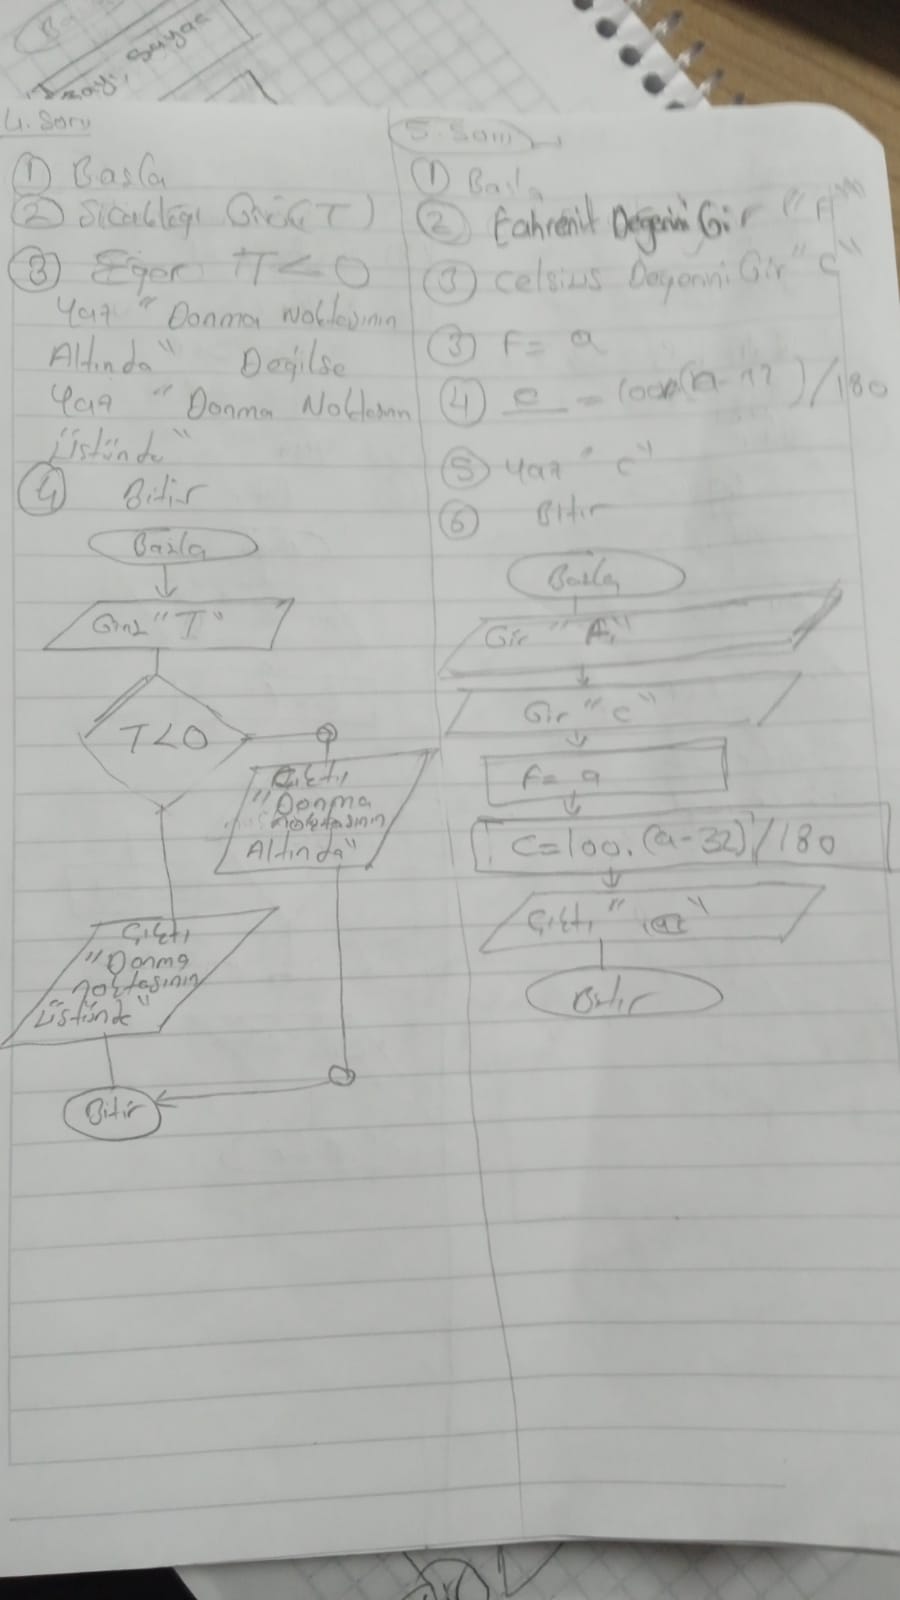 Sayı, Sayaç
4. Soru
① Başla
② Sıcaklığı Girin(T)
③ Eğer T<0
Yaz "Donma Noktasının
Altında" Değilse
Yaz "Donma Noktasının
Üstünde"
④ Bitir
Başla
"T"
T<0
Çıktı
"Donma
noktasının
Altında"
Çıktı
"Donma
noktasının
Üstünde"
Bitir
5. Soru
① Başla
② Fahrenit Değerini Gir "F"
③ Celsius Değerini Gir "C"
③ F= a
④ C = 100 (a- ) /180
⑤ Yaz "C"
⑥ Bitir
Başla
Gir "F"
Gir "C"
F= a
C=100.(a-32)/180
Çıktı "C"
Bitir